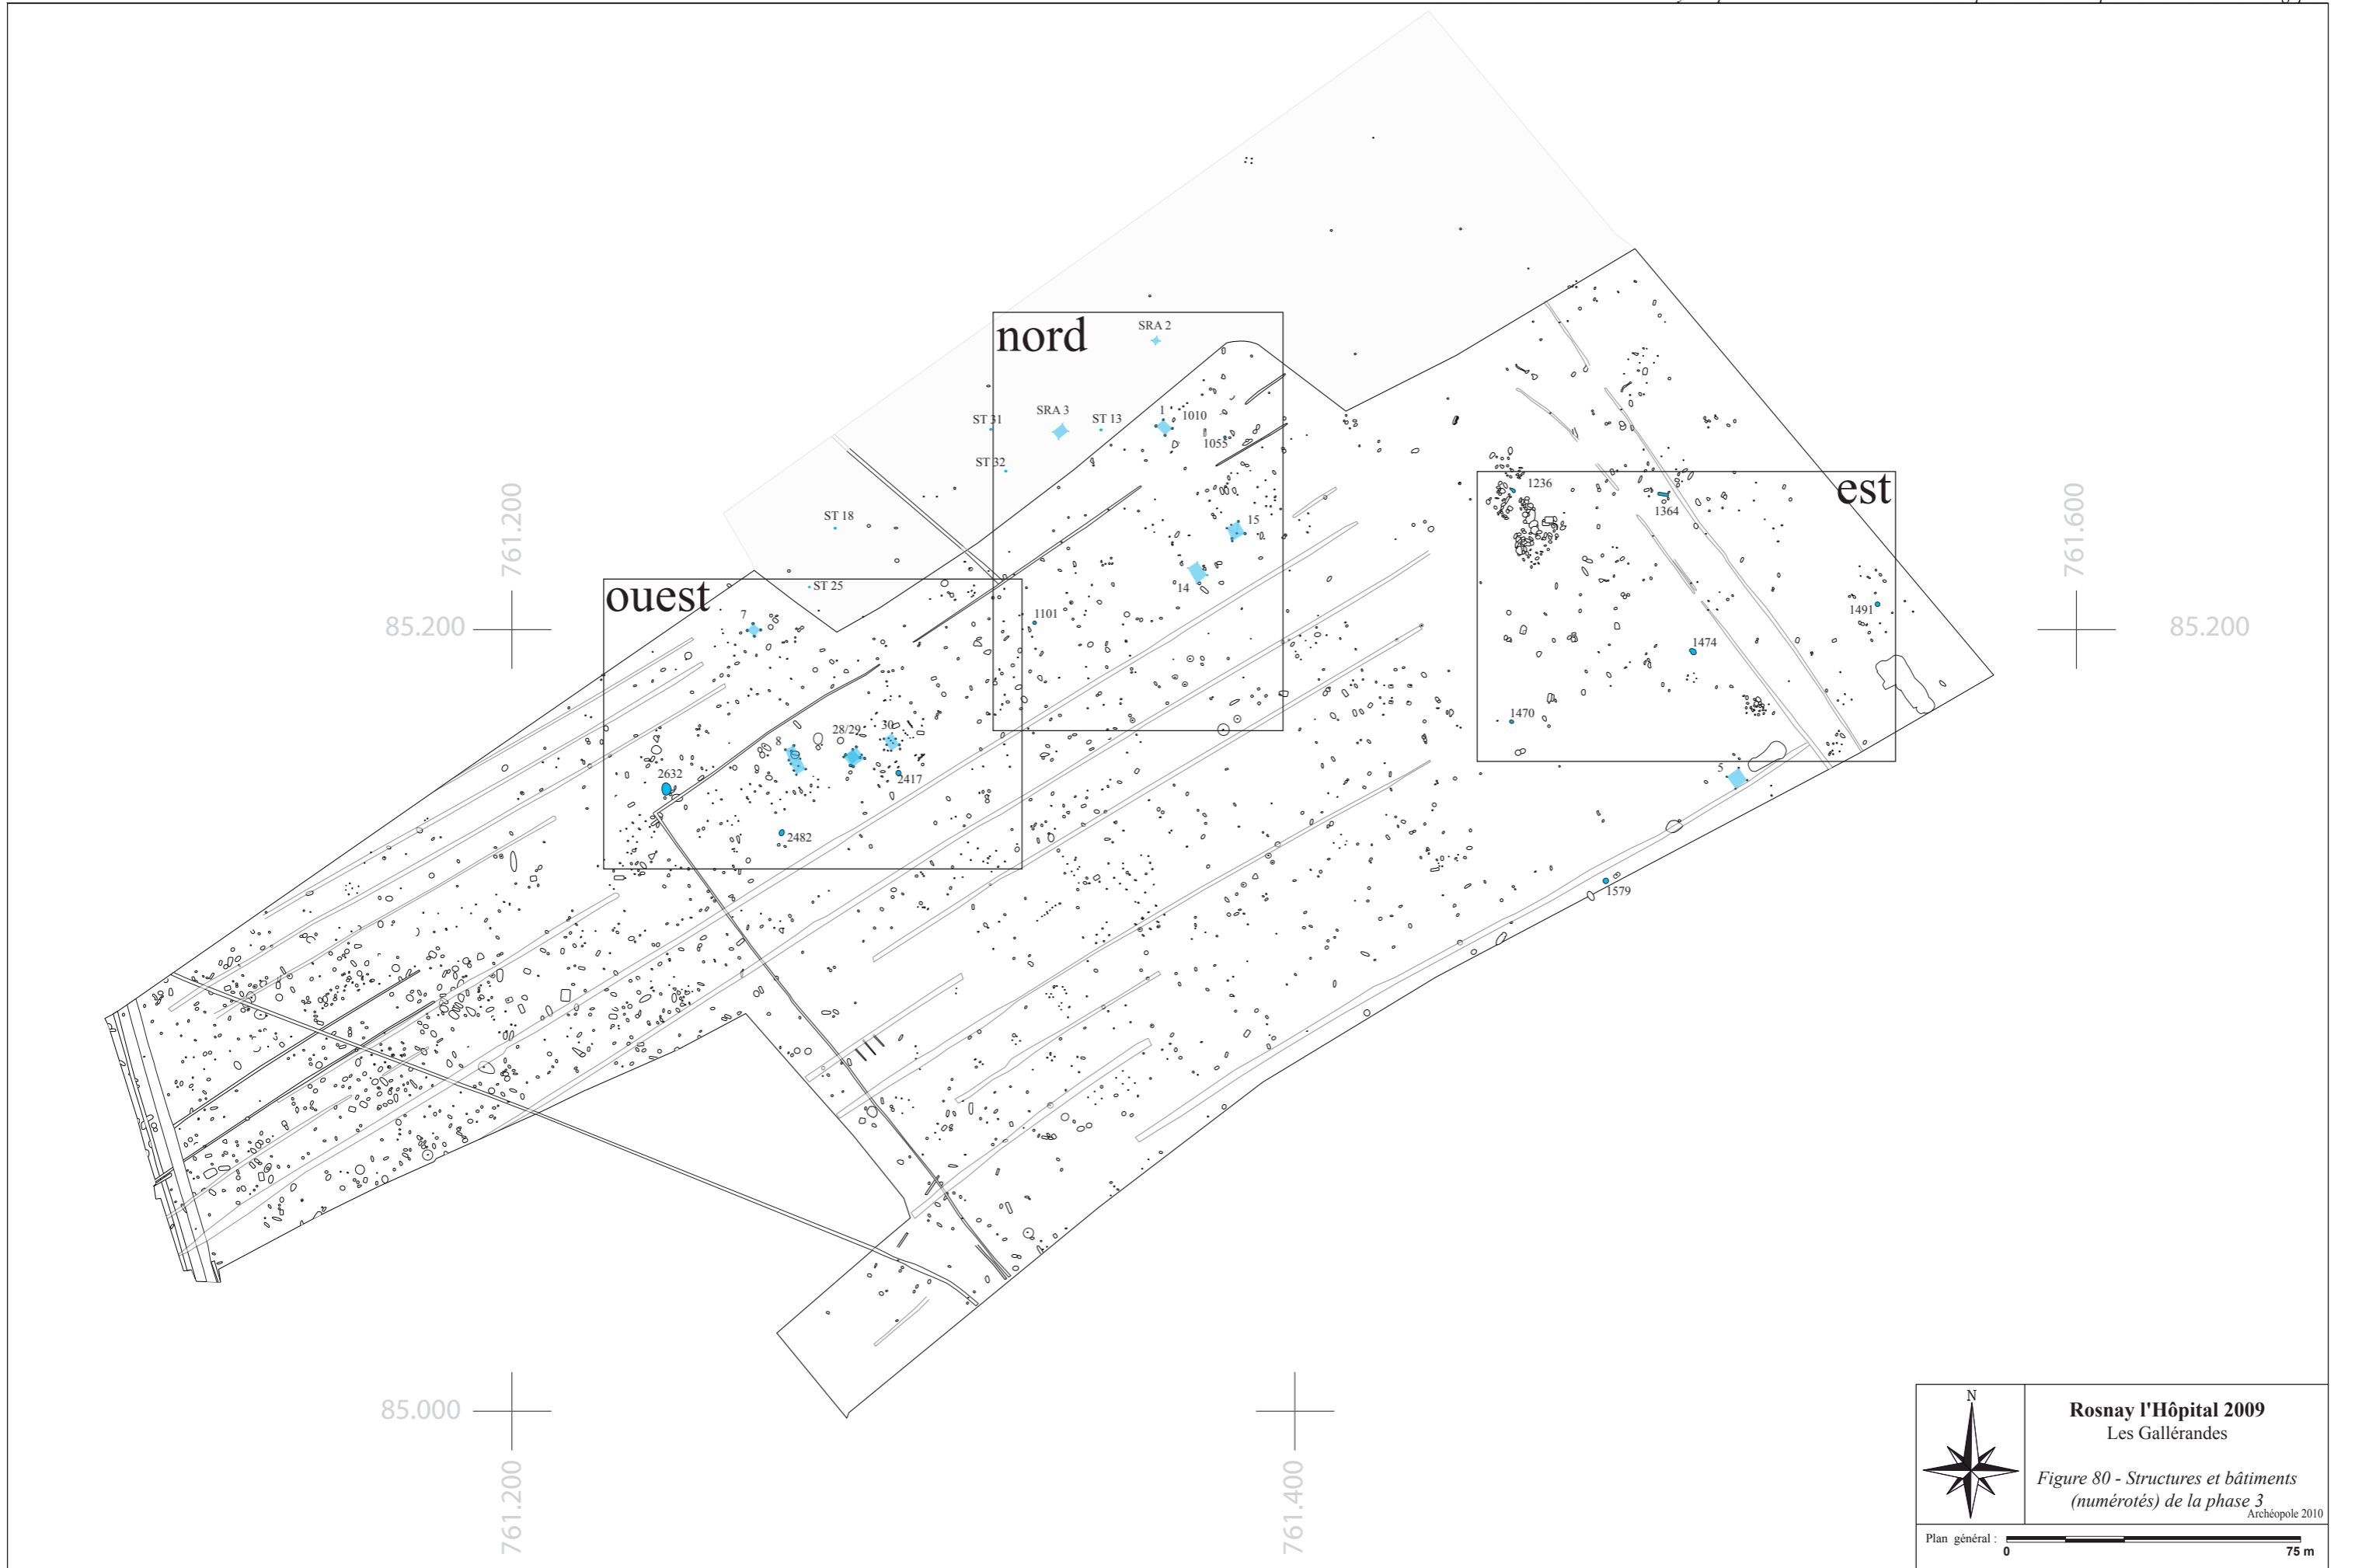 SRA 2
nord
SRA 3
ST 31
ST 13
1
1010
1055
ST 32
1236
est
761.200
761.600
15
1364
ST 18
14
ST 25
ouest
7
1101
1491
85.200
85.200
1474
1470
28/29
30
8
2417
2632
5
2482
1579
85.000
761.200
761.400
N
Rosnay l'Hôpital 2009
Les Gallérandes
Figure 80 - Structures et bâtiments
(numérotés) de la phase 3
Archéopole 2010
Plan général :
0
75 m